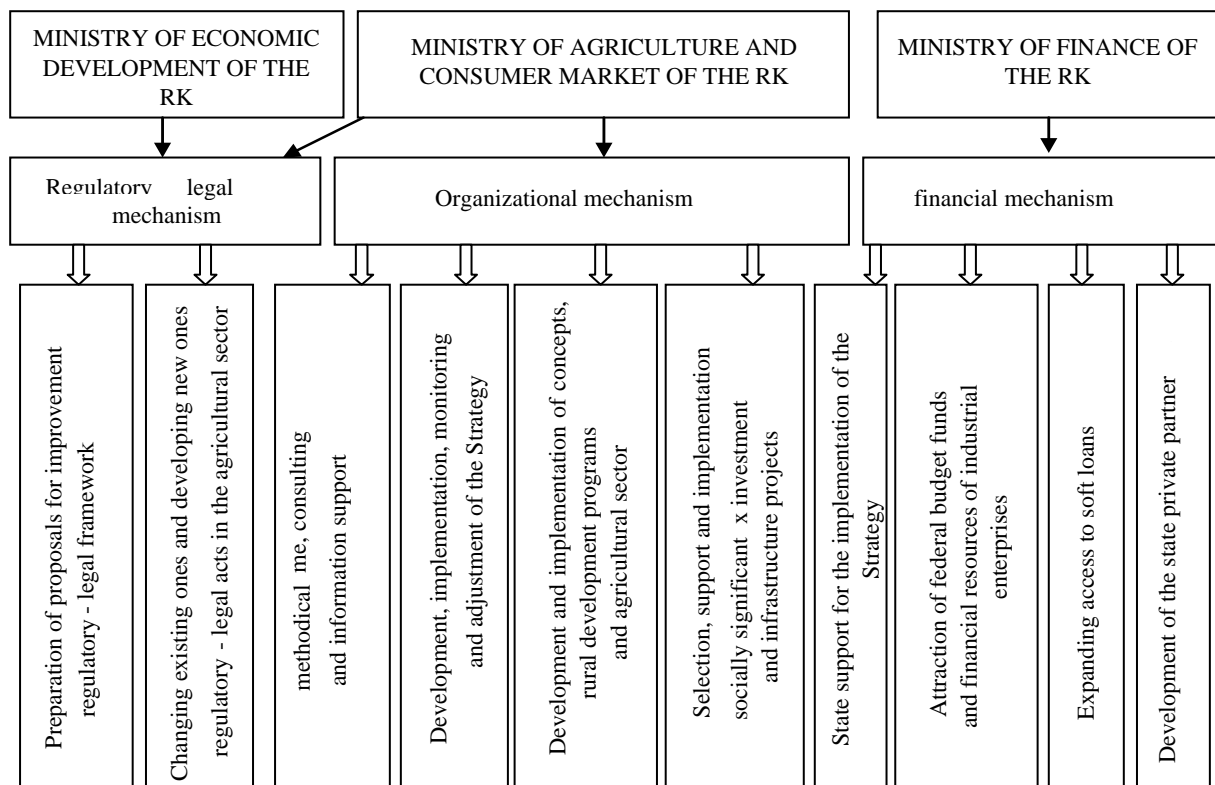 MINISTRY OF ECONOMIC
DEVELOPMENT OF THE
RK
MINISTRY OF AGRICULTURE AND
CONSUMER MARKET OF THE RK
MINISTRY OF FINANCE OF
THE RK
Regulatory legal
mechanism
Organizational mechanism
financial mechanism
Preparation of proposals for improvement
regulatory - legal framework
Changing existing ones and developing new ones
regulatory - legal acts in the agricultural sector
methodical me, consulting
and information support
Development, implementation, monitoring
and adjustment of the Strategy
Development and implementation of concepts,
rural development programs
and agricultural sector
Selection, support and implementation
socially significant x investment
and infrastructure projects
State support for the implementation of the
Strategy
Attraction of federal budget funds
and financial resources of industrial
enterprises
Expanding access to soft loans
Development of the state private partner